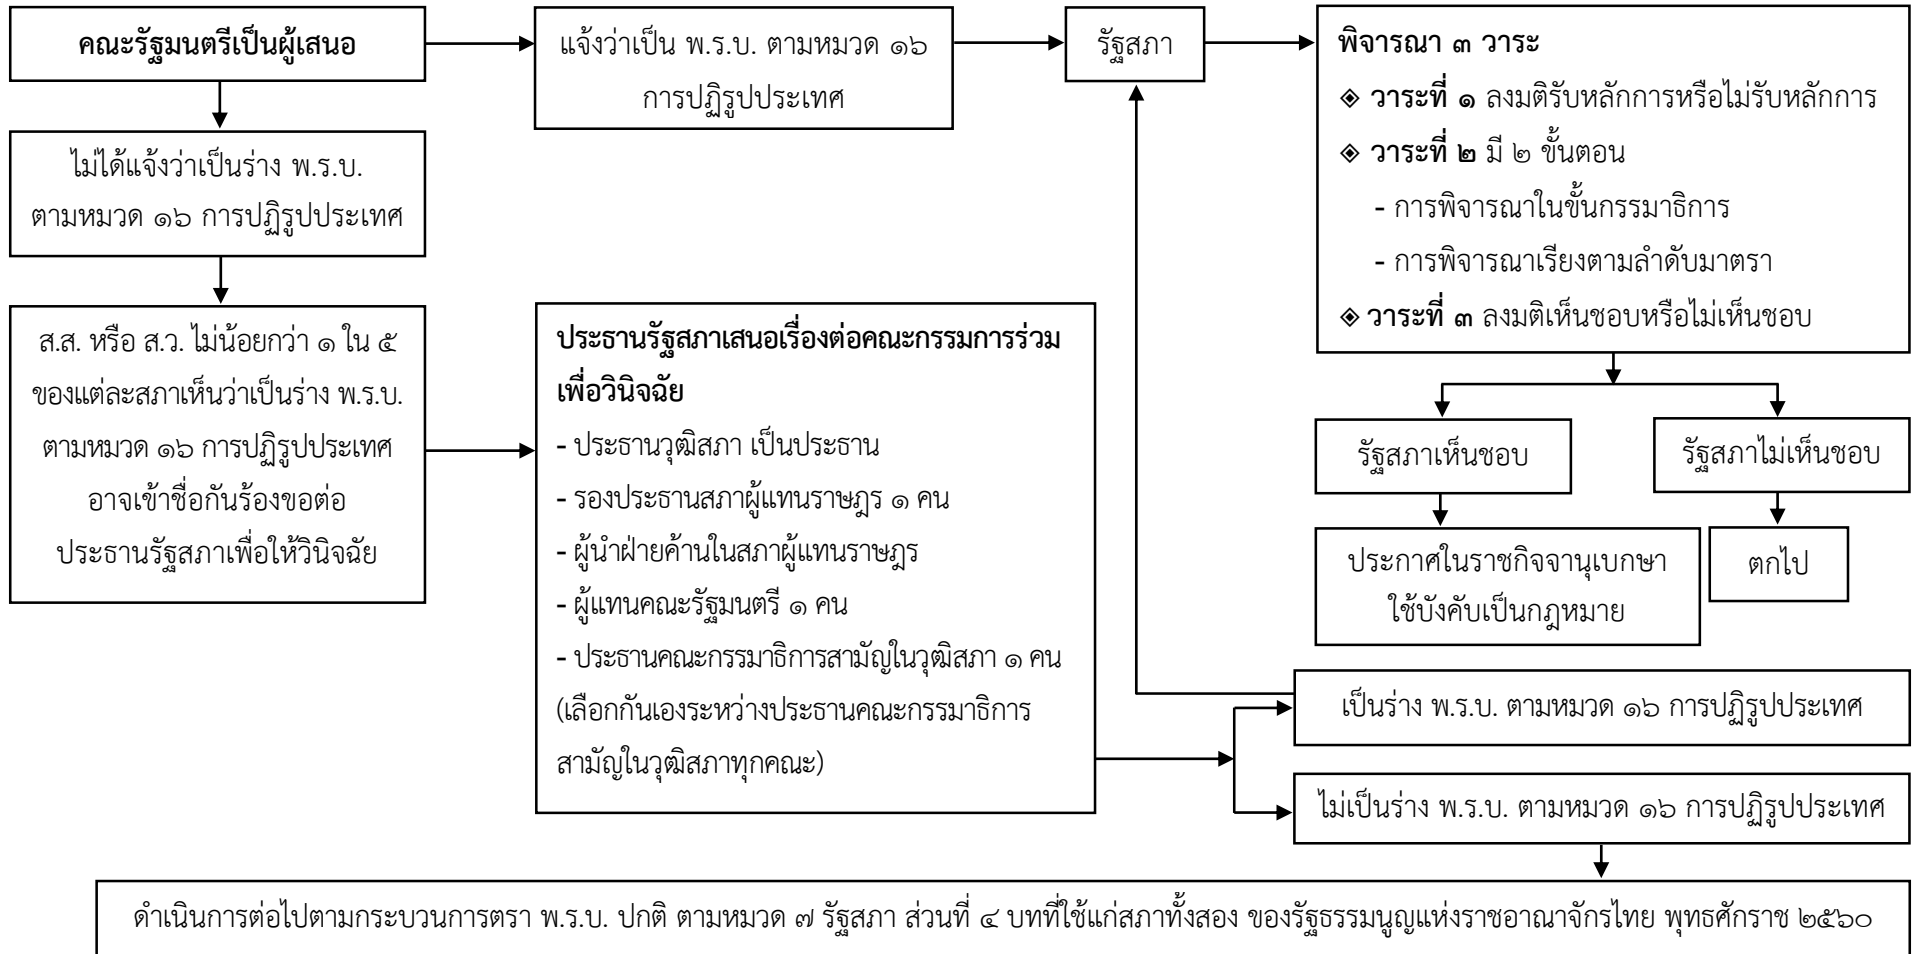 คณะรัฐมนตรีเป็นผู้เสนอ
แจ้งว่าเป็น พ.ร.บ. ตามหมวด ๑๖
การปฏิรูปประเทศ
รัฐสภา
พิจารณา ๓ วาระ
◈ วาระที่ ๑ ลงมติรับหลักการหรือไม่รับหลักการ
◈ วาระที่ ๒ มี ๒ ขั้นตอน
- การพิจารณาในขั้นกรรมาธิการ
- การพิจารณาเรียงตามลำดับมาตรา
◈ วาระที่ ๓ ลงมติเห็นชอบหรือไม่เห็นชอบ
ไม่ได้แจ้งว่าเป็นร่าง พ.ร.บ.
ตามหมวด ๑๖ การปฏิรูปประเทศ
ส.ส. หรือ ส.ว. ไม่น้อยกว่า ๑ ใน ๕
ของแต่ละสภาเห็นว่าเป็นร่าง พ.ร.บ.
ตามหมวด ๑๖ การปฏิรูปประเทศ
อาจเข้าชื่อกันร้องขอต่อ
ประธานรัฐสภาเพื่อให้วินิจฉัย
ประธานรัฐสภาเสนอเรื่องต่อคณะกรรมการร่วม
เพื่อวินิจฉัย
- ประธานวุฒิสภา เป็นประธาน
- รองประธานสภาผู้แทนราษฎร ๑ คน
- ผู้นำฝ่ายค้านในสภาผู้แทนราษฎร
- ผู้แทนคณะรัฐมนตรี ๑ คน
- ประธานคณะกรรมาธิการสามัญในวุฒิสภา ๑ คน
(เลือกกันเองระหว่างประธานคณะกรรมาธิการ
สามัญในวุฒิสภาทุกคณะ)
รัฐสภาเห็นชอบ
รัฐสภาไม่เห็นชอบ
ประกาศในราชกิจจานุเบกษา
ใช้บังคับเป็นกฎหมาย
ตกไป
เป็นร่าง พ.ร.บ. ตามหมวด ๑๖ การปฏิรูปประเทศ
ไม่เป็นร่าง พ.ร.บ. ตามหมวด ๑๖ การปฏิรูปประเทศ
ดำเนินการต่อไปตามกระบวนการตรา พ.ร.บ. ปกติ ตามหมวด ๗ รัฐสภา ส่วนที่ ๔ บทที่ใช้แก่สภาทั้งสอง ของรัฐธรรมนูญแห่งราชอาณาจักรไทย พุทธศักราช ๒๕๖๐